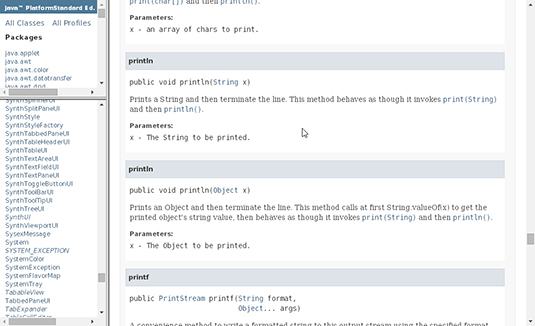 Java™ PlatformStandard Ed.
All Classes All Profiles
Packages
java.applet
java.awt
java.awt.color
java.awt.datatransfer
java.awt.dnd
SynthSpinnerUI
SynthSplitPaneUI
SynthStyle
SynthStyleFactory
SynthTabbedPaneUI
SynthTableHeaderUI
SynthTableUI
SynthTextAreaUI
SynthTextFieldUI
SynthTextPaneUI
SynthToggleButtonUI
SynthToolBarUI
SynthToolTipUI
SynthTreeUI
SynthUI
SynthViewportUI
SysexMessage
System
SYSTEM_EXCEPTION
SystemColor
SystemException
SystemFlavorMap
SystemTray
TabableView
TabbedPaneUI
TabExpander
TableCellEditor
print(char[]) and then println().
Parameters:
x - an array of chars to print.
println
public void println(String x)
Prints a String and then terminate the line. This method behaves as though it invokes print(String)
and then println().
Parameters:
x - The String to be printed.
println
public void println(Object x)
Prints an Object and then terminate the line. This method calls at first String.valueOf(x) to get the
printed object's string value, then behaves as though it invokes print(String) and then println().
Parameters:
x - The Object to be printed.
printf
public PrintStream printf(String format,
Object... args)
A convenience method to write a formatted string to this output stream using the specified format